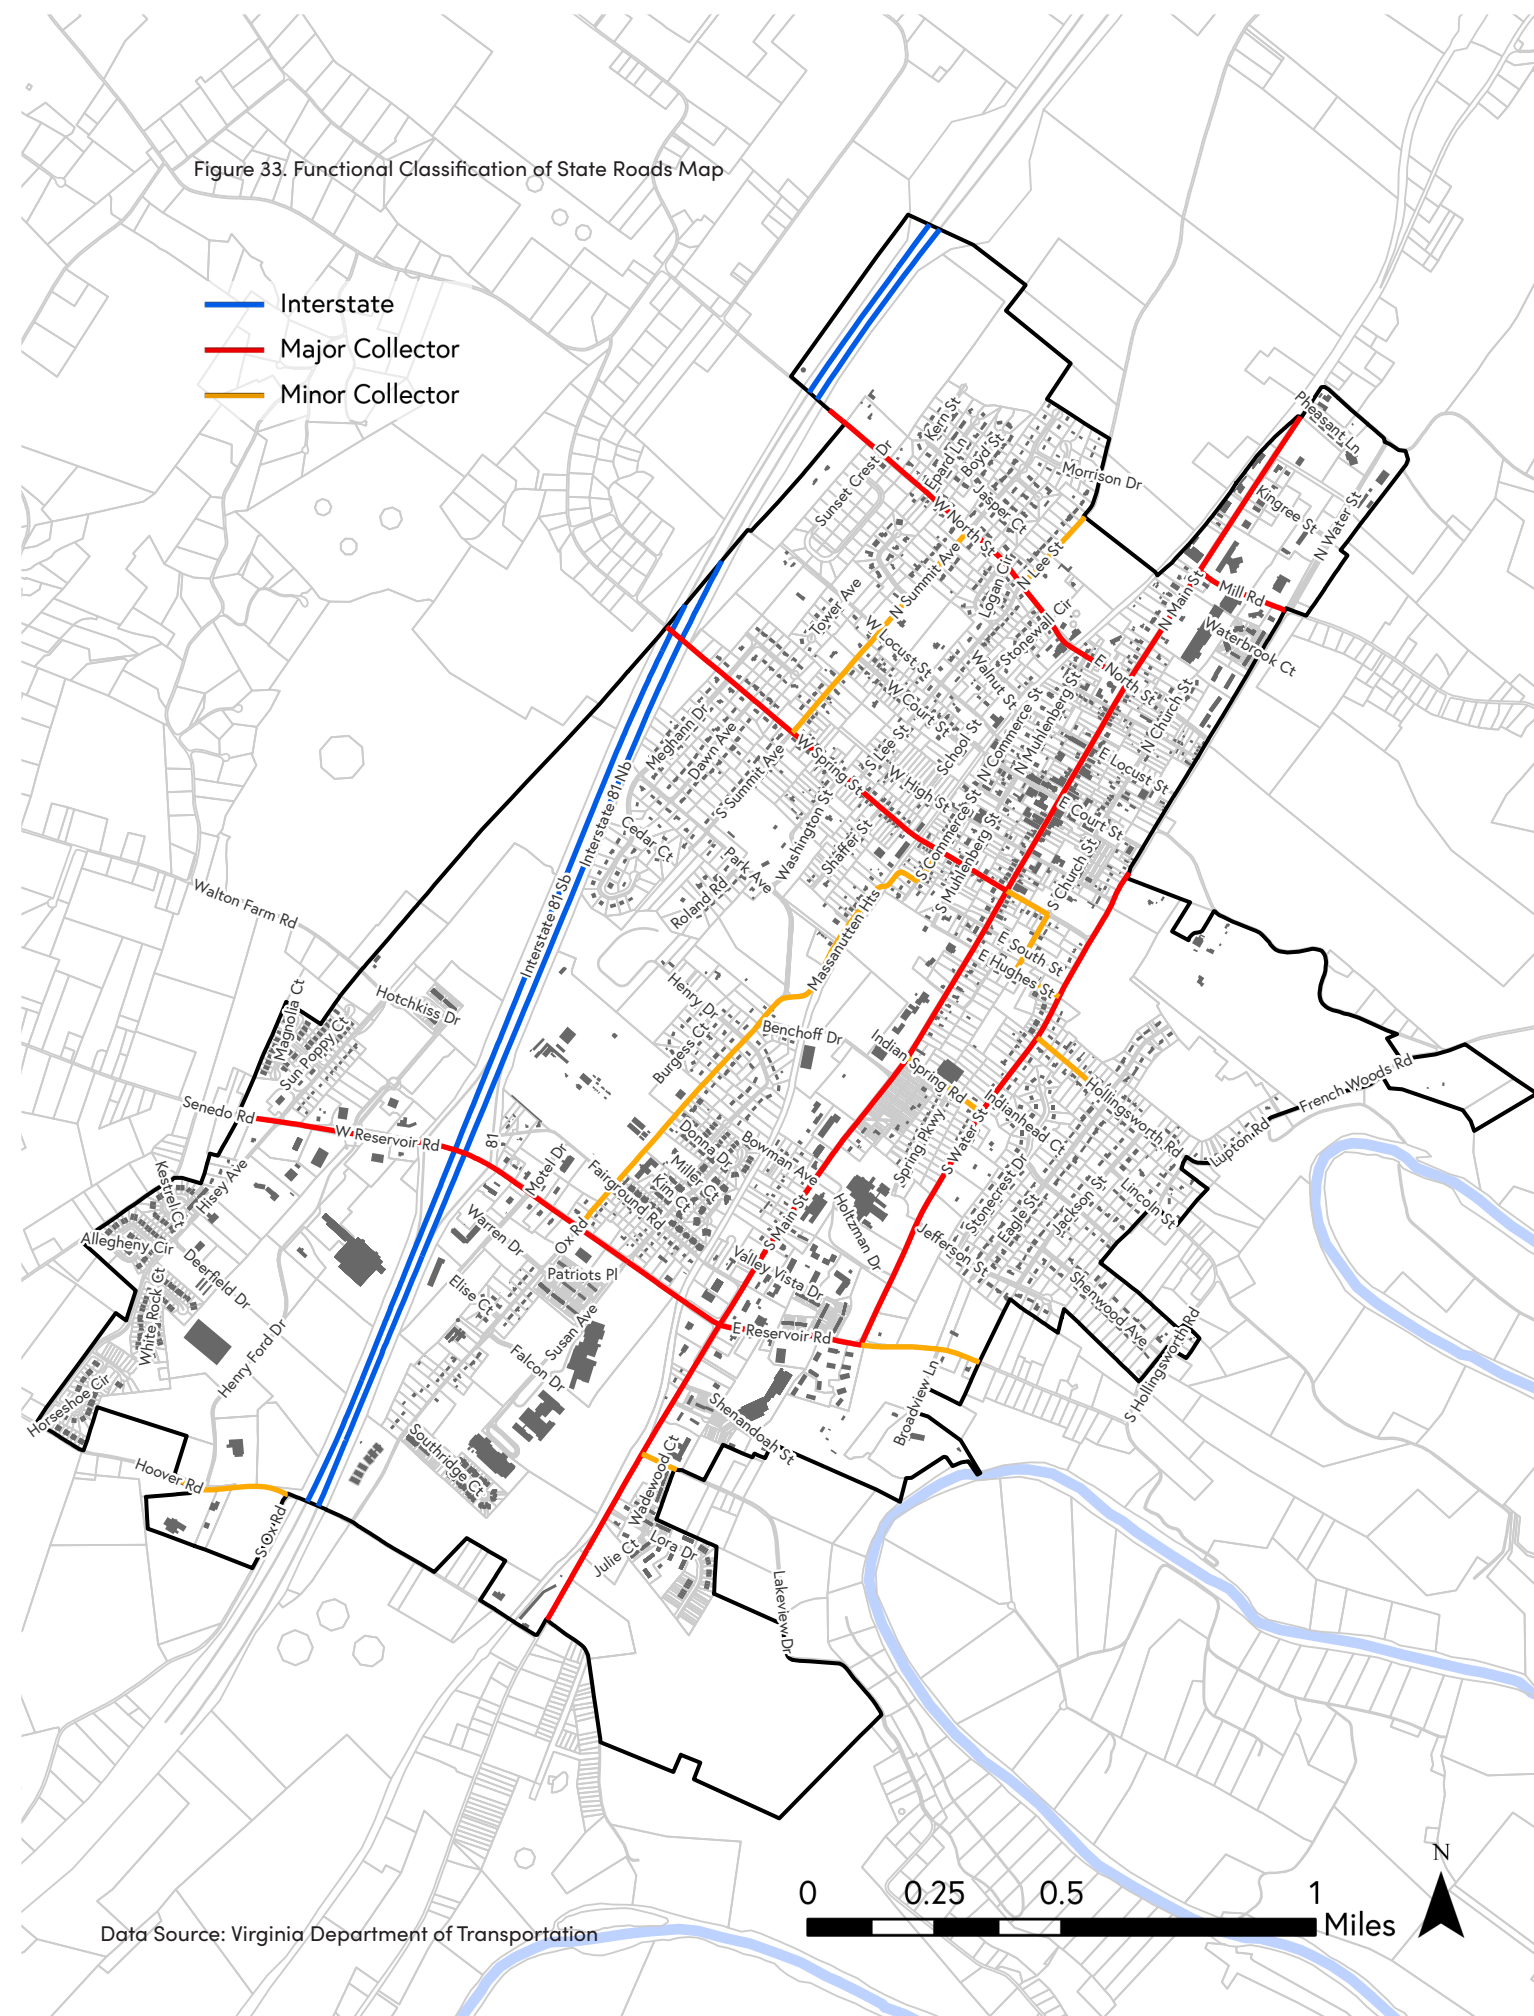 Figure 33. Functional Classification of State Roads Map
Interstate
Major Collector
Minor Collector
Pheasant Ln
Kern St
Epard Ln
Boyd St
Morrison Dr
Sunset Crest Dr
Jasper Ct
Kingree St
N Water St
W North St
N Lee St
N Summit Ave
Logan Cir
Mill Rd
N Main St
Tower Ave
Stonewall Cir
Waterbrook Ct
W Locust St
Walnut St
E North St
W Court St
N Commerce St
N Muhlenberg St
N Church St
Meghann Dr
Dawn Ave
S Lee St
School St
S Summit Ave
W Spring St
W High St
E Locust St
Interstate 81 Nb
E Court St
Cedar Ct
Washington St
Shaffer St
S Commerce St
S Muhlenberg St
Park Ave
S Church St
Roland Rd
Walton Farm Rd
Interstate 81 Sb
Massanutten Hts
E South St
E Hughes St
Magnolia Ct
Hotchkiss Dr
Henry Dr
Sun Poppy Ct
Benchoff Dr
Burgess Ct
Indian Spring Rd
French Woods Rd
Senedo Rd
W Reservoir Rd
Indianhead Ct
Hollingsworth Rd
Lupton Rd
81
Donna Dr
Bowman Ave
Spring Pkwy
S Water St
Motel Dr
Miller Ct
Kestrel Ct
Hisey Ave
Fairground Rd
Kim Ct
Stonecrest Dr
Lincoln St
Eagle St
Jackson St
Warren Dr
Ox Rd
S Main St
Holtzman Dr
Allegheny Cir
Deerfield Dr
Jefferson St
Valley Vista Dr
Patriots Pl
Elise Ct
White Rock Ct
Susan Ave
Sherwood Ave
E Reservoir Rd
Henry Ford Dr
Falcon Dr
S Hollingsworth Rd
Broadview Ln
Horseshoe Cir
Shenandoah St
Southridge Ct
Wadewood Ct
Hoover Rd
S Ox Rd
Lora Dr
Julie Ct
Lakeview Dr
N
0 0.25 0.5 1
Miles
Data Source: Virginia Department of Transportation